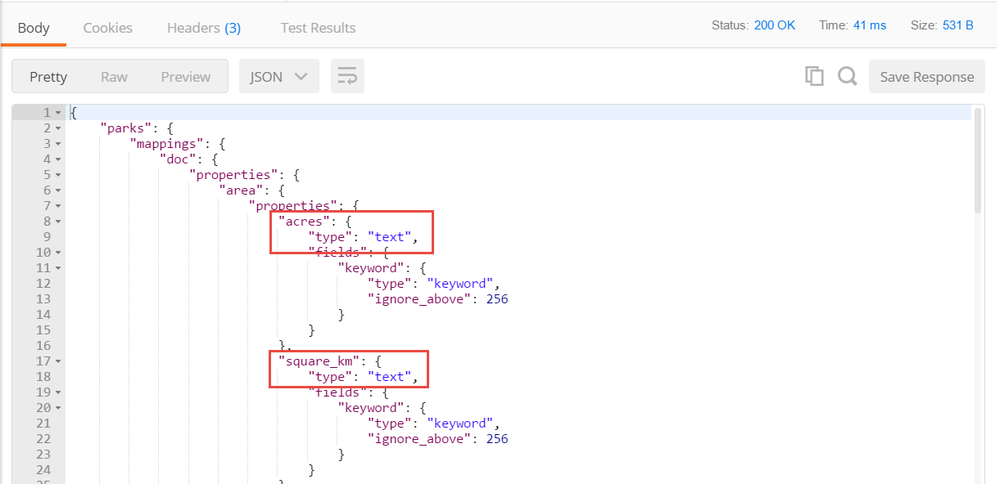 Body Cookies Headers (3) Test Results Status: 200 OK Time: 41 ms Size: 531 B
Pretty Raw Preview JSON Save Response
1 {
2 "parks": {
3 "mappings": {
4 "doc": {
5 "properties": {
6 "area": {
7 "properties": {
8 "acres": {
9 "type": "text",
10 "fields": {
11 "keyword": {
12 "type": "keyword",
13 "ignore_above": 256
14 }
15 }
16 },
17 "square_km": {
18 "type": "text",
19 "fields": {
20 "keyword": {
21 "type": "keyword",
22 "ignore_above": 256
23 }
24 }